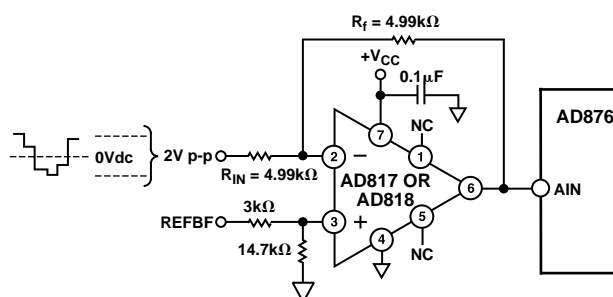 Rf = 4.99kΩ
+VCC
0.1μF
AD876
NC
7
1
0Vdc
2V p-p
2
–
6
AIN
RIN = 4.99kΩ
AD817 OR
AD818
3kΩ
REFBF
3
+
5
14.7kΩ
4
NC